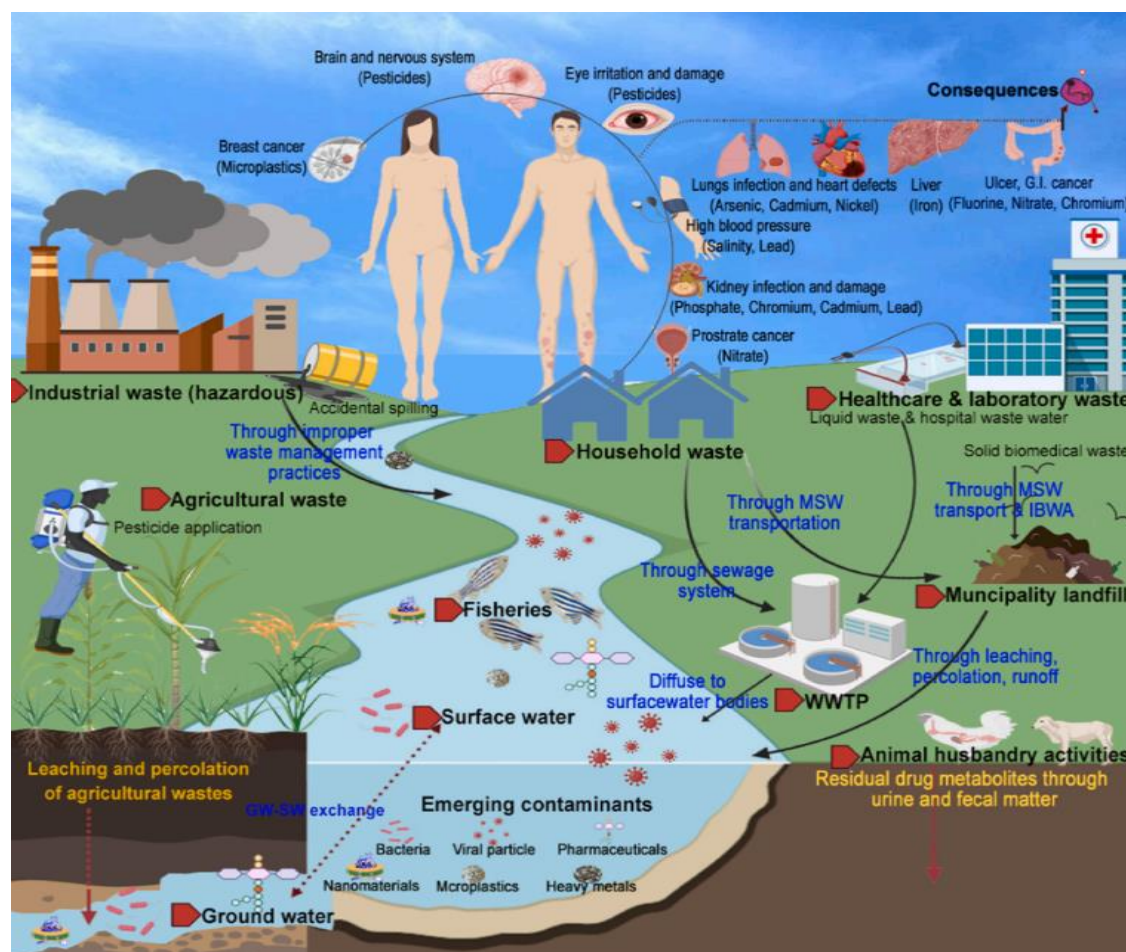 Brain and nervous system
(Pesticides)
Eye irritation and damage
(Pesticides)
Consequences
Breast cancer
(Microplastics)
Lungs infection and heart defects
(Arsenic, Cadmium, Nickel)
Liver
(Iron)
Ulcer, G.I. cancer
(Fluorine, Nitrate, Chromium)
High blood pressure
(Salinity, Lead)
Kidney infection and damage
(Phosphate, Chromium, Cadmium, Lead)
Prostrate cancer
(Nitrate)
Industrial waste (hazardous)
Accidental spilling
Healthcare & laboratory waste
Liquid waste & hospital waste water
Through improper
waste management
practices
Household waste
Solid biomedical waste
Agricultural waste
Pesticide application
Through MSW
transportation
Through MSW
transport & IBWA
Through sewage
system
Muncipality landfill
Fisheries
Through leaching,
percolation, runoff
Diffuse to
surfacewater bodies
WWTP
Surface water
Animal husbandry activities
Residual drug metabolites through
urine and fecal matter
Leaching and percolation
of agricultural wastes
GW-SW exchange
Emerging contaminants
Bacteria
Viral particle
Pharmaceuticals
Nanomaterials
Mcroplastics
Heavy metals
Ground water